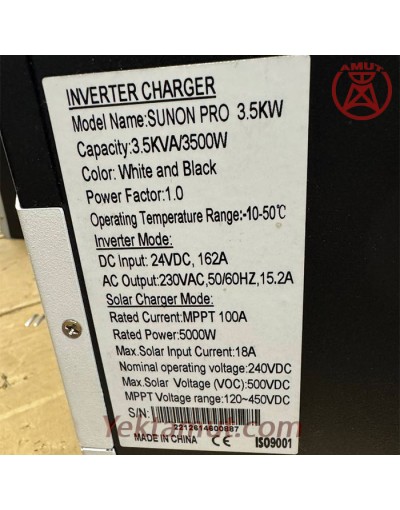 AMUT
INVERTER CHARGER
Model Name:SUNON PRO 3.5KW
Capacity:3.5KVA/3500W
Color: White and Black
Power Factor:1.0
Operating Temperature Range:-10-50℃
Inverter Mode:
DC Input: 24VDC, 162A
AC Output:230VAC,50/60HZ,15.2A
Solar Charger Mode:
Rated Current:MPPT 100A
Rated Power:5000W
Max.Solar Input Current:18A
Nominal operating voltage:240VDC
Max.Solar Voltage (VOC):500VDC
MPPT Voltage range:120~450VDC
S/N:
2212614600887
Yektamut.com
MADE IN CHINA CE ISO9001